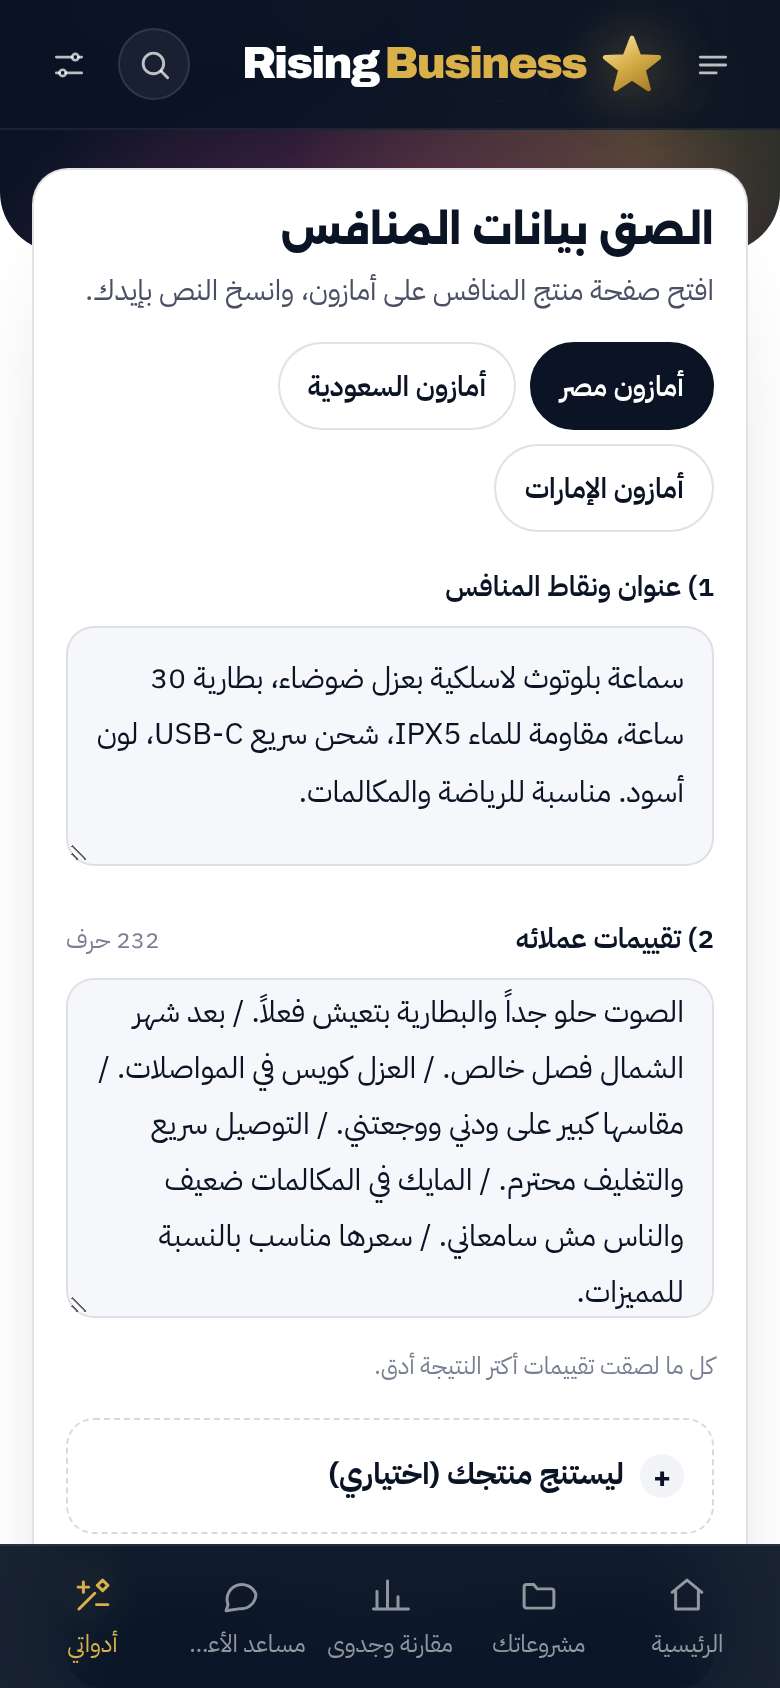 Rising Business
الصق بيانات المنافس
افتح صفحة منتج المنافس على أمازون، وانسخ النص بإيدك.
أمازون مصر
أمازون السعودية
أمازون الإمارات
1) عنوان ونقاط المنافس
سماعة بلوتوث لاسلكية بعزل ضوضاء، بطارية 30
ساعة، مقاومة للماء IPX5، شحن سريع USB-C، لون
أسود. مناسبة للرياضة والمكالمات.
2) تقييمات عملائه
232 حرف
الصوت حلو جداً والبطارية بتعيش فعلاً. / بعد شهر
الشمال فصل خالص. / العزل كويس في المواصلات. /
مقاسها كبير على ودني ووجعتني. / التوصيل سريع
والتغليف محترم. / المايك في المكالمات ضعيف
والناس مش سامعاني. / سعرها مناسب بالنسبة
للمميزات.
كل ما لصقت تقييمات أكتر النتيجة أدق.
+ ليستنج منتجك (اختياري)
الرئيسية
مشروعاتك
مقارنة وجدوى
مساعد الأعـ...
أدواتي